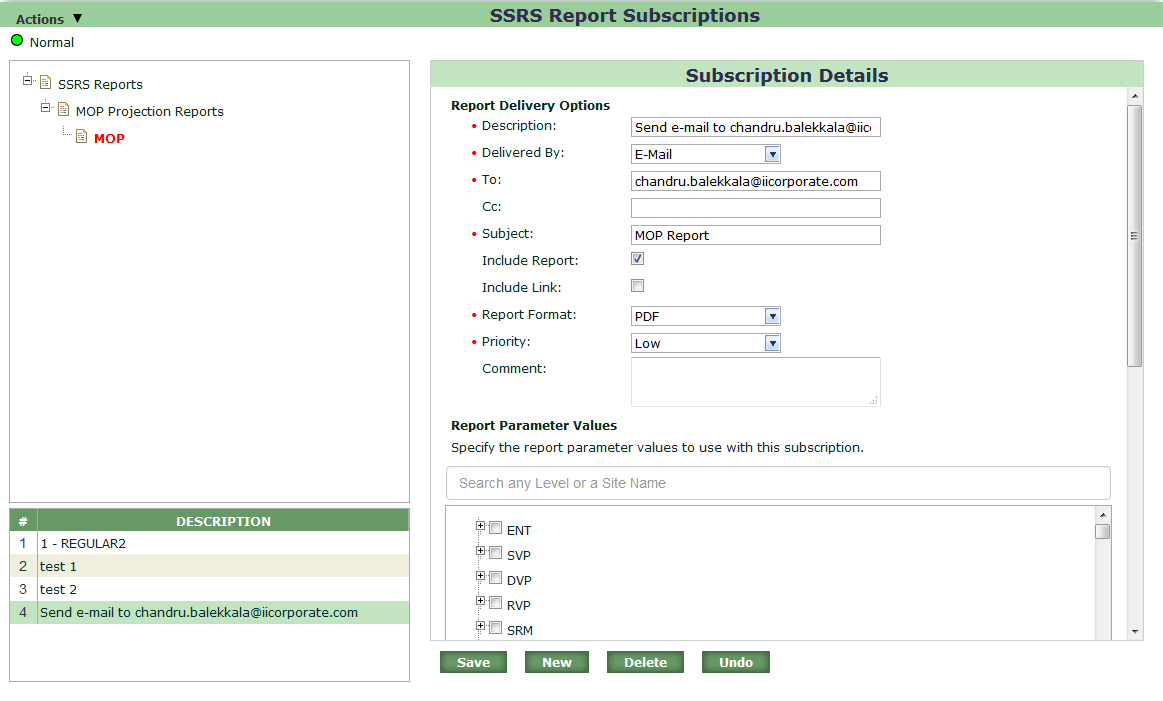 Actions ▼
SSRS Report Subscriptions
Normal
SSRS Reports
MOP Projection Reports
MOP
# DESCRIPTION
1 1 - REGULAR2
2 test 1
3 test 2
4 Send e-mail to chandru.balekkala@iicorporate.com
Subscription Details
Report Delivery Options
• Description: Send e-mail to chandru.balekkala@iic
• Delivered By: E-Mail
• To: chandru.balekkala@iicorporate.com
Cc:
• Subject: MOP Report
Include Report:
Include Link:
• Report Format: PDF
• Priority: Low
Comment:
Report Parameter Values
Specify the report parameter values to use with this subscription.
Search any Level or a Site Name
ENT
SVP
DVP
RVP
SRM
Save New Delete Undo